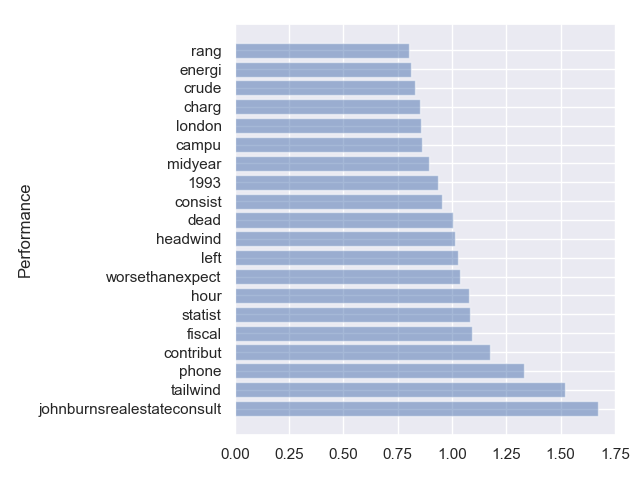 Performance
rang
energi
crude
charg
london
campu
midyear
1993
consist
dead
headwind
left
worsethanexpect
hour
statist
fiscal
contribut
phone
tailwind
johnburnsrealestateconsult
0.00 0.25 0.50 0.75 1.00 1.25 1.50 1.75